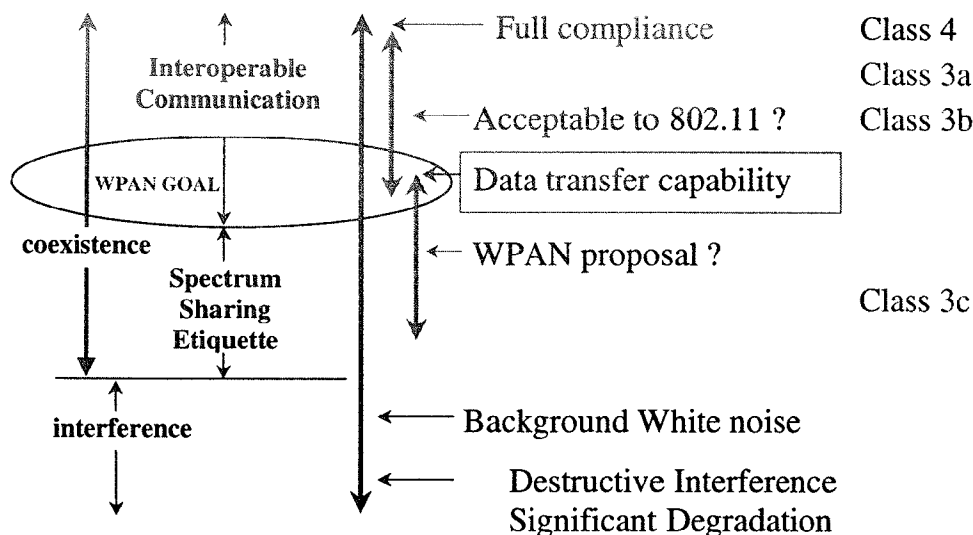 Full compliance Class 4
Interoperable
Communication
Class 3a
Acceptable to 802.11 ? Class 3b
WPAN GOAL
Data transfer capability
coexistence
WPAN proposal ?
Spectrum
Sharing
Etiquette
Class 3c
interference
Background White noise
Destructive Interference
Significant Degradation